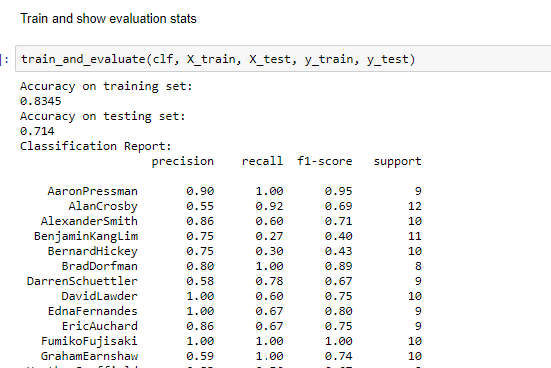 Train and show evaluation stats
]: train_and_evaluate(clf, X_train, X_test, y_train, y_test)
Accuracy on training set:
0.8345
Accuracy on testing set:
0.714
Classification Report:
precision recall f1-score support
AaronPressman 0.90 1.00 0.95 9
AlanCrosby 0.55 0.92 0.69 12
AlexanderSmith 0.86 0.60 0.71 10
BenjaminKangLim 0.75 0.27 0.40 11
BernardHickey 0.75 0.30 0.43 10
BradDorfman 0.80 1.00 0.89 8
DarrenSchuettler 0.58 0.78 0.67 9
DavidLawder 1.00 0.60 0.75 10
EdnaFernandes 1.00 0.67 0.80 9
EricAuchard 0.86 0.67 0.75 9
FumikoFujisaki 1.00 1.00 1.00 10
GrahamEarnshaw 0.59 1.00 0.74 10